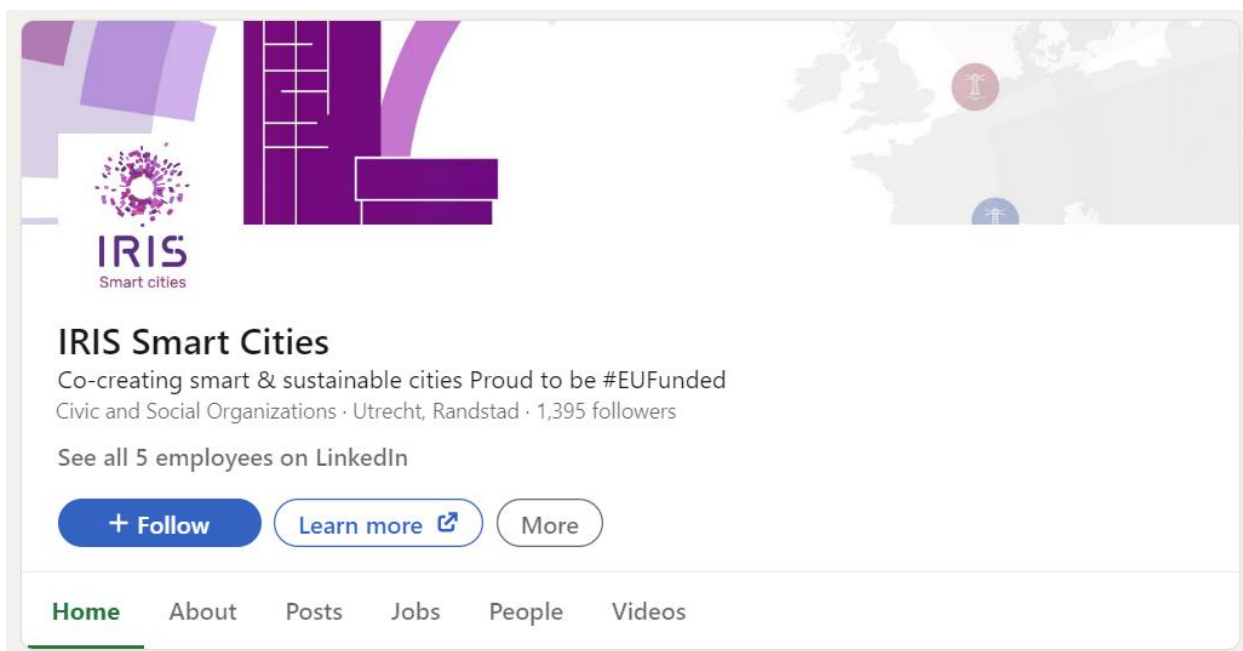 IRIS
Smart cities
IRIS Smart Cities
Co-creating smart & sustainable cities Proud to be #EUFunded
Civic and Social Organizations · Utrecht, Randstad · 1,395 followers
See all 5 employees on LinkedIn
+ Follow Learn more More
Home About Posts Jobs People Videos